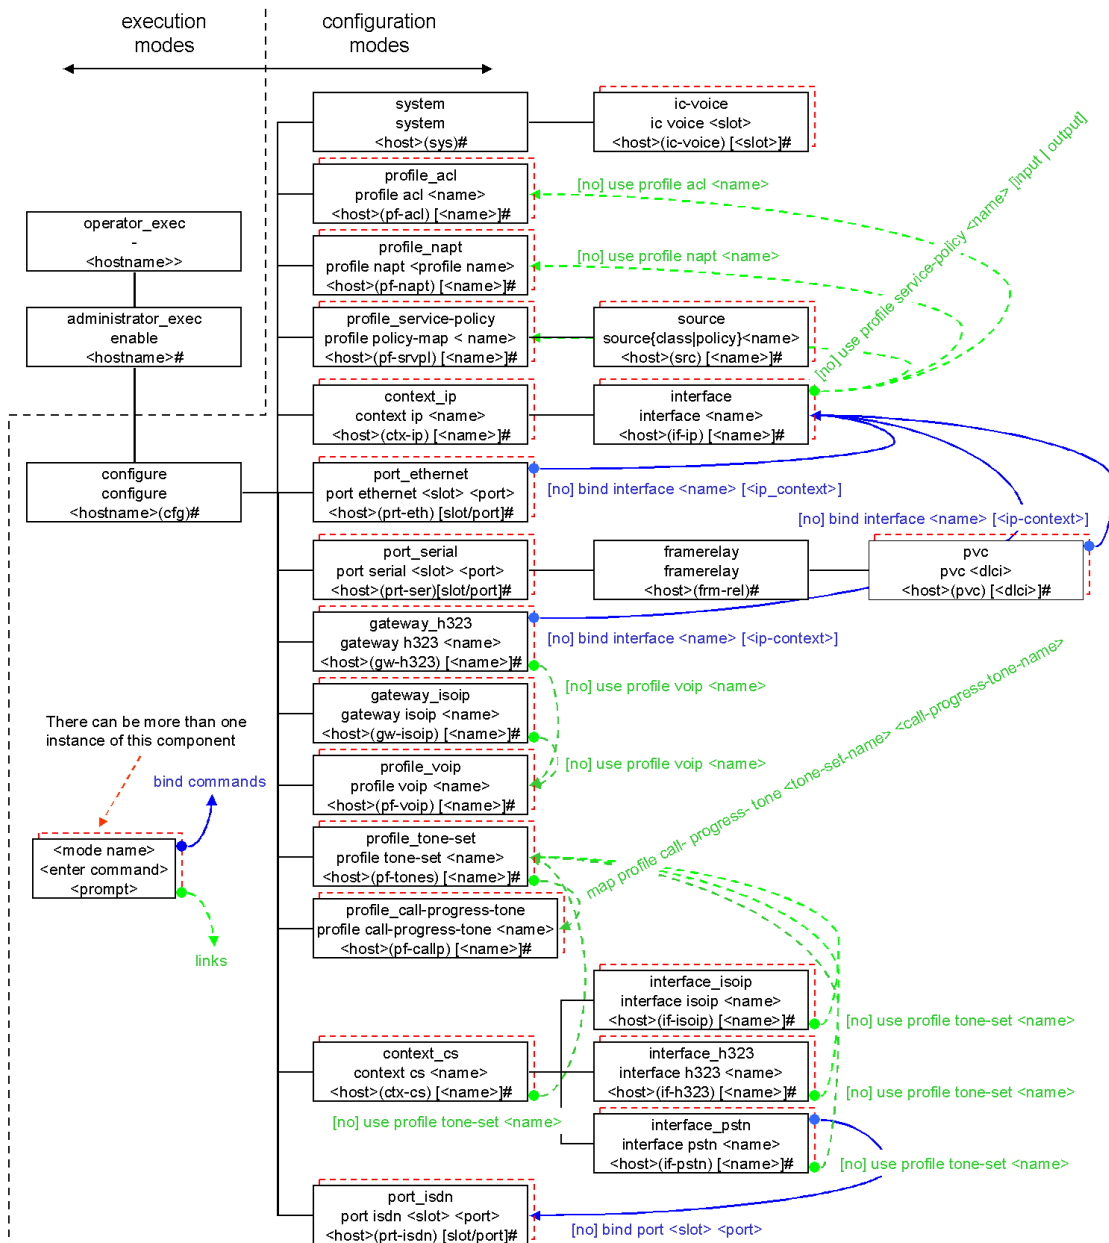 execution
modes
configuration
modes
system
system
<host>(sys)#
ic-voice
ic voice <slot>
<host>(ic-voice) [<slot>]#
profile_acl
profile acl <name>
<host>(pf-acl) [<name>]#
[no] use profile acl <name>
[no] use profile service-policy <name> [input | output]
operator_exec
-
<hostname>>
profile_napt
profile napt <profile name>
<host>(pf-napt) [<name>]#
[no] use profile napt <name>
administrator_exec
enable
<hostname>#
profile_service-policy
profile policy-map < name>
<host>(pf-srvpl) [<name>]#
source
source{class|policy}<name>
<host>(src) [<name>]#
context_ip
context ip <name>
<host>(ctx-ip) [<name>]#
interface
interface <name>
<host>(if-ip) [<name>]#
configure
configure
<hostname>(cfg)#
port_ethernet
port ethernet <slot> <port>
<host>(prt-eth) [slot/port]#
[no] bind interface <name> [<ip_context>]
[no] bind interface <name> [<ip-context>]
port_serial
port serial <slot> <port>
<host>(prt-ser)[slot/port]#
framerelay
framerelay
<host>(frm-rel)#
pvc
pvc <dlci>
<host>(pvc) [<dlci>]#
gateway_h323
gateway h323 <name>
<host>(gw-h323) [<name>]#
[no] bind interface <name> [<ip-context>]
[no] use profile voip <name>
gateway_isoip
gateway isoip <name>
<host>(gw-isoip) [<name>]#
[no] use profile voip <name>
map profile call- progress- tone <tone-set-name> <call-progress-tone-name>
There can be more than one
instance of this component
bind commands
profile_voip
profile voip <name>
<host>(pf-voip) [<name>]#
<mode name>
<enter command>
<prompt>
links
profile_tone-set
profile tone-set <name>
<host>(pf-tones) [<name>]#
profile_call-progress-tone
profile call-progress-tone <name>
<host>(pf-callp) [<name>]#
interface_isoip
interface isoip <name>
<host>(if-isoip) [<name>]#
[no] use profile tone-set <name>
context_cs
context cs <name>
<host>(ctx-cs) [<name>]#
[no] use profile tone-set <name>
interface_h323
interface h323 <name>
<host>(if-h323) [<name>]#
[no] use profile tone-set <name>
interface_pstn
interface pstn <name>
<host>(if-pstn) [<name>]#
[no] use profile tone-set <name>
port_isdn
port isdn <slot> <port>
<host>(prt-isdn) [slot/port]#
[no] bind port <slot> <port>